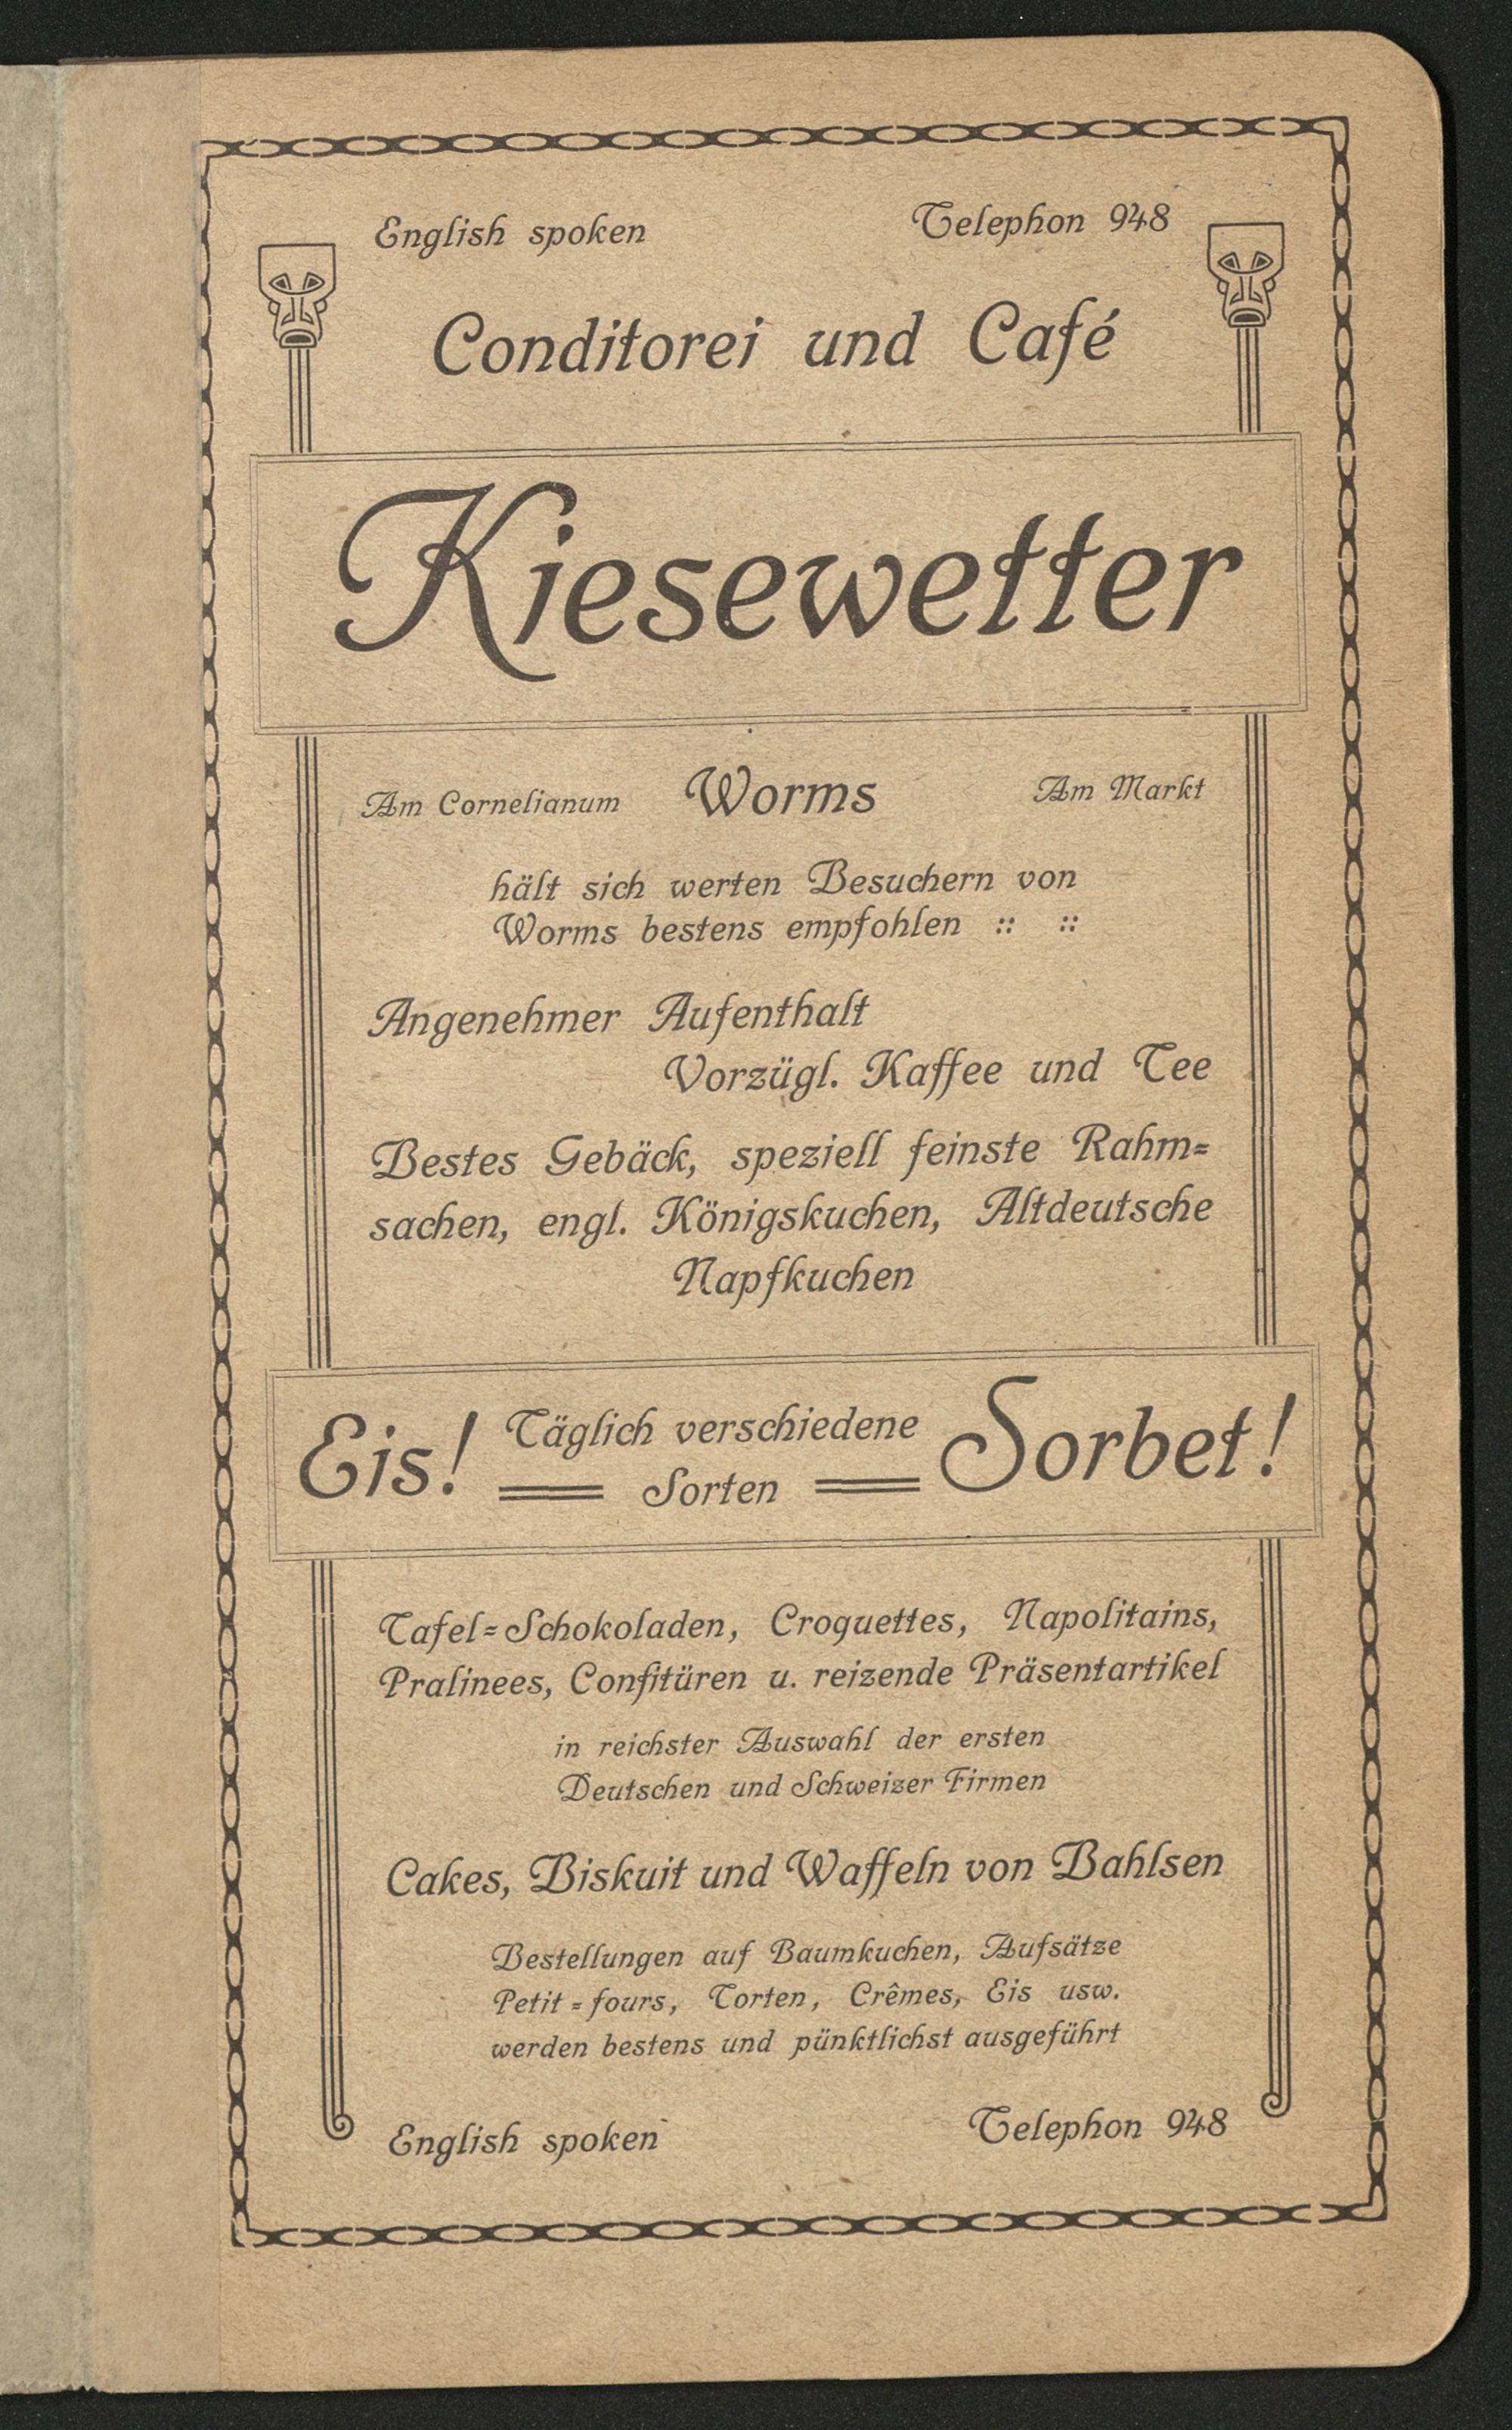 English spoken Telephon 948
Conditorei und Café
Kiesewetter
Am Cornelianum Worms Am Markt
hält sich werten Besuchern von
Worms bestens empfohlen :: ::
Angenehmer Aufenthalt
Vorzügl. Kaffee und Tee
Bestes Gebäck, speziell feinste Rahm=
sachen, engl. Königskuchen, Altdeutsche
Napfkuchen
Eis! Täglich verschiedene Sorbet!
Sorten
Tafel=Schokoladen, Croguettes, Napolitains,
Pralinees, Confitüren u. reizende Präsentartikel
in reichster Auswahl der ersten
Deutschen und Schweizer Firmen
Cakes, Biskuit und Waffeln von Bahlsen
Bestellungen auf Baumkuchen, Aufsätze
Petit=fours, Torten, Crêmes, Eis usw.
werden bestens und pünktlichst ausgeführt
English spoken Telephon 948